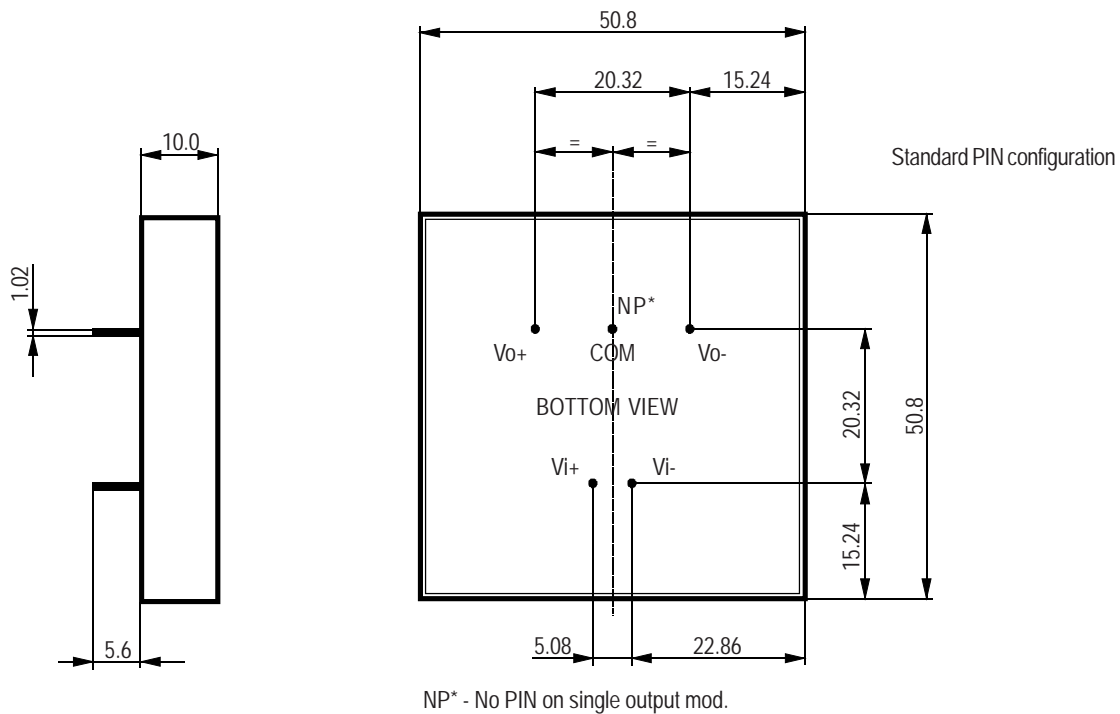 50.8
20.32 15.24
10.0
= =
Standard PIN configuration
1.02
NP*
Vo+ COM Vo-
BOTTOM VIEW
20.32
50.8
Vi+ Vi-
15.24
5.6
5.08 22.86
NP* - No PIN on single output mod.